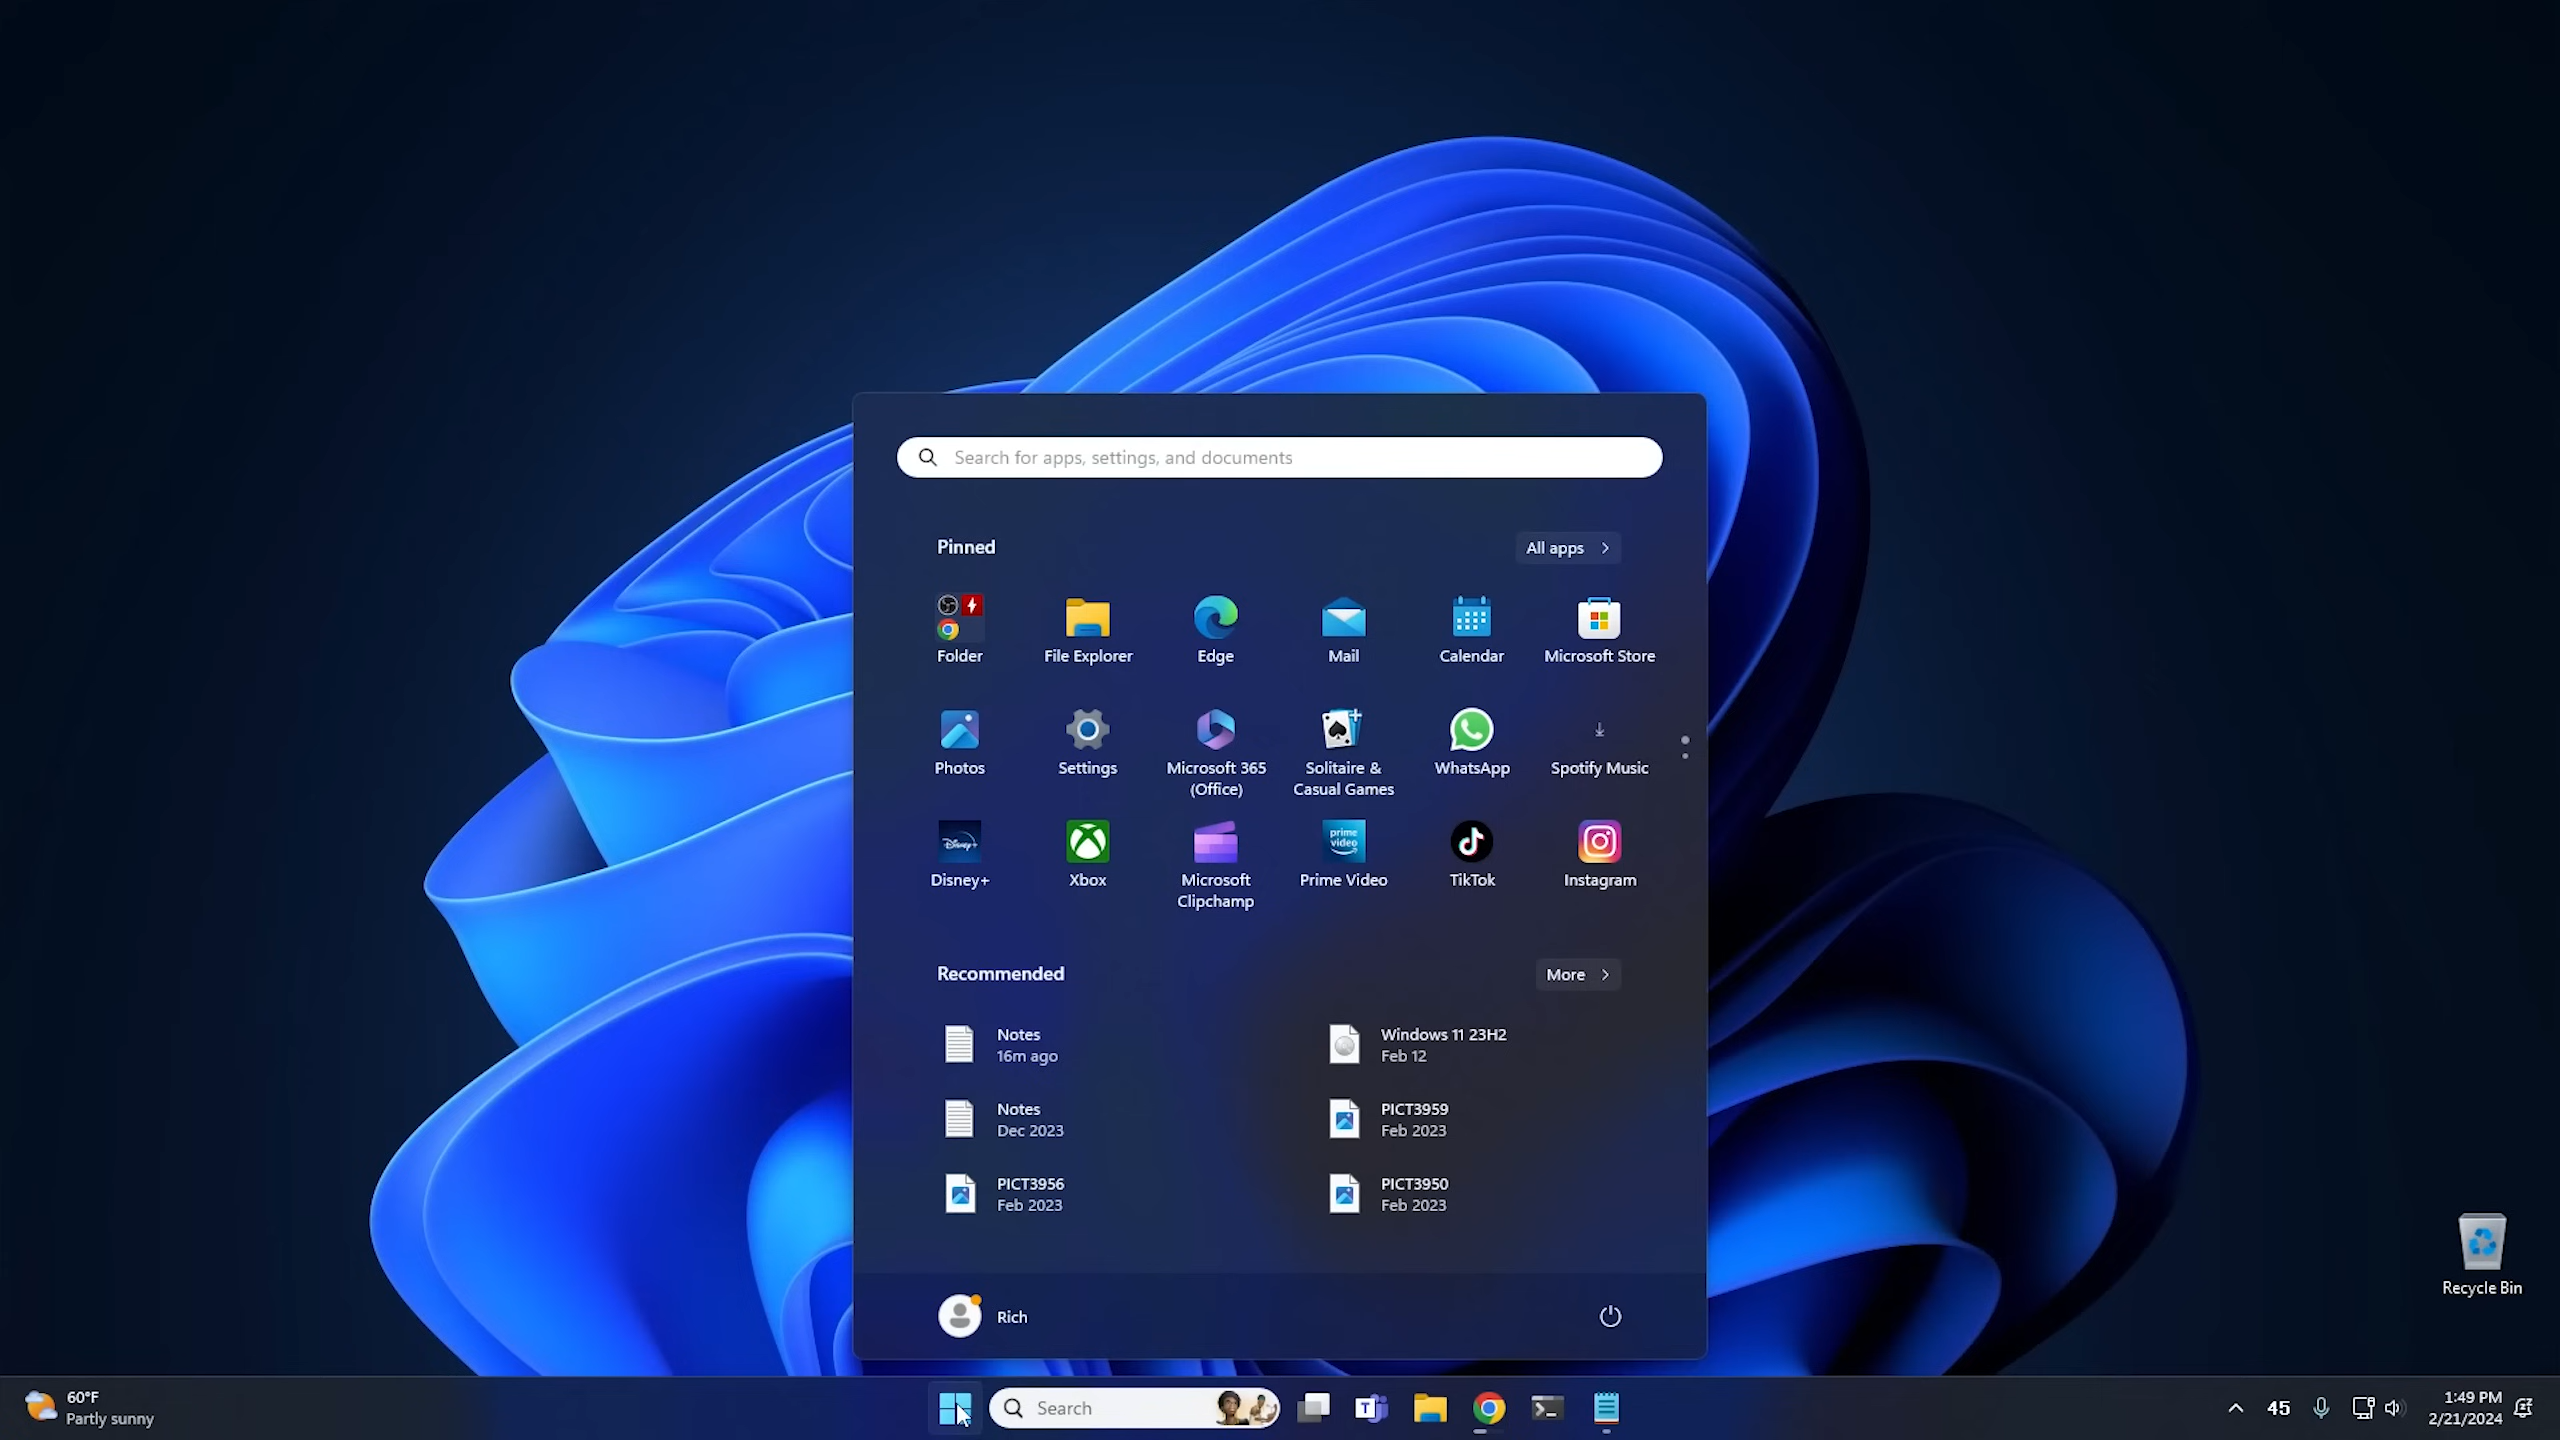 Search for apps, settings, and documents
Pinned
All apps
Folder
File Explorer
Edge
Mail
Calendar
Microsoft Store
Photos
Settings
Microsoft 365
(Office)
Solitaire &
Casual Games
WhatsApp
Spotify Music
Disney+
prime
video
Disney+
Xbox
Microsoft
Clipchamp
Prime Video
TikTok
Instagram
Recommended
More
Notes
16m ago
Windows 11 23H2
Feb 12
Notes
Dec 2023
PICT3959
Feb 2023
PICT3956
Feb 2023
PICT3950
Feb 2023
Recycle Bin
Rich
60°F
Partly sunny
Search
T
45
1:49 PM
2/21/2024